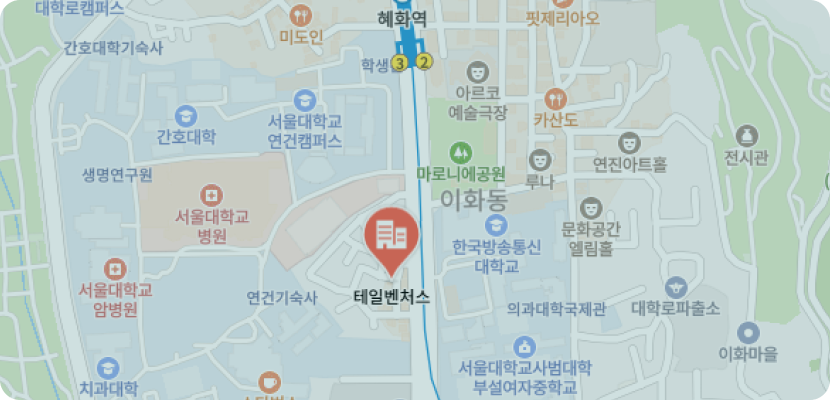 대학로캠퍼스
혜화역
핏제리아오
미도인
간호대학기숙사
3
2
아르코
예술극장
카산도
간호대학
서울대학교
연건캠퍼스
연진아트홀
전시관
생명연구원
마로니에공원
루나
이화동
서울대학교
병원
한국방송통신
대학교
문화공간
엘림홀
서울대학교
암병원
연건기숙사
테일벤처스
의과대학국제관
대학로파출소
이화마을
치과대학
서울대학교사범대학
부설여자중학교